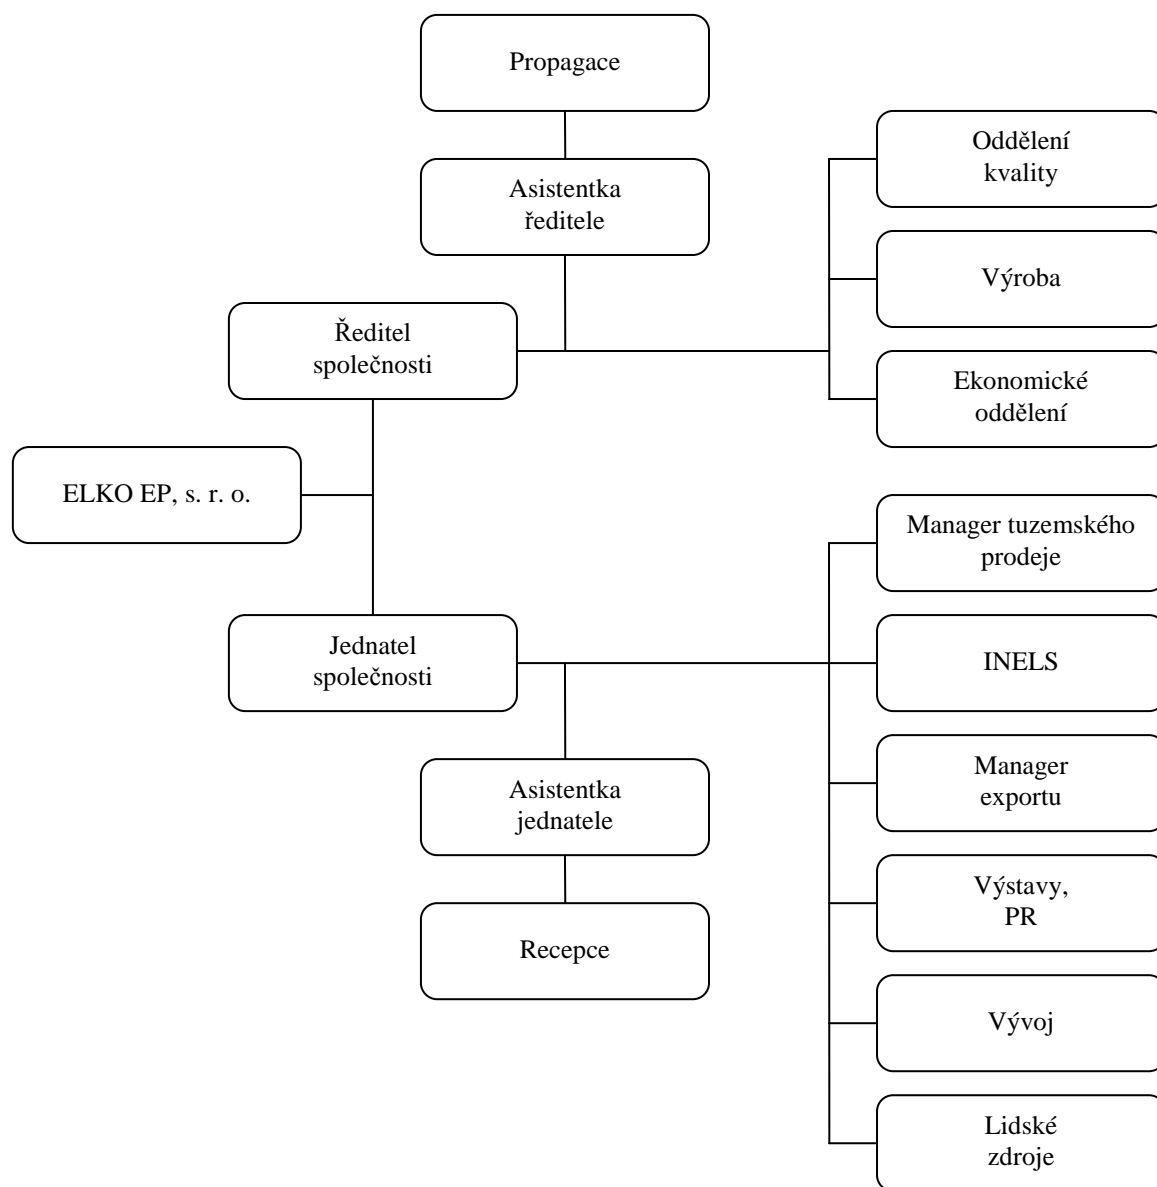 Propagace
Asistentka
ředitele
Oddělení
kvality
Výroba
Ředitel
společnosti
Ekonomické
oddělení
ELKO EP, s. r. o.
Manager tuzemského
prodeje
Jednatel
společnosti
INELS
Asistentka
jednatele
Manager
exportu
Recepce
Výstavy,
PR
Vývoj
Lidské
zdroje